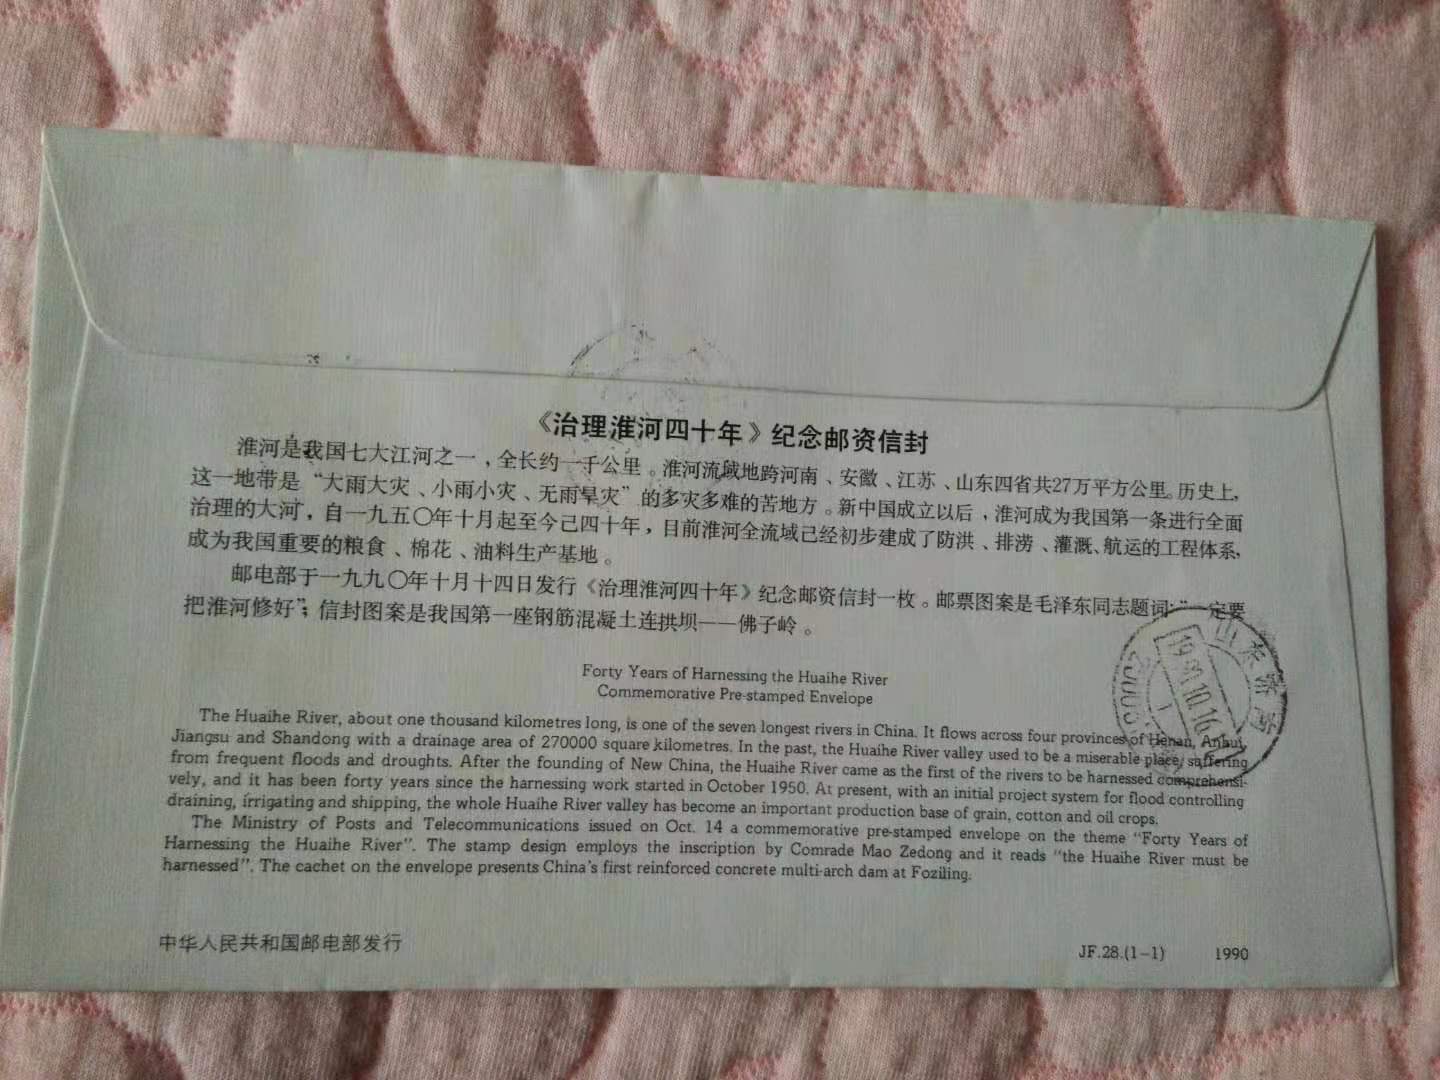 《治理淮河四十年》纪念邮资信封
淮河是我国七大江河之一，全长约一千公里。淮河流域地跨河南、安徽、江苏、山东四省共27万平方公里。历史上，
这一地带是“大雨大灾、小雨小灾、无雨旱灾”的多灾多难的苦地方。新中国成立以后，淮河成为我国第一条进行全面
治理的大河，自一九五〇年十月起至今己四十年，目前淮河全流域己经初步建成了防洪、排涝、灌溉、航运的工程体系，
成为我国重要的粮食、棉花、油料生产基地。
邮电部于一九九〇年十月十四日发行《治理淮河四十年》纪念邮资信封一枚。邮票图案是毛泽东同志题词：“一定要
把淮河修好”；信封图案是我国第一座钢筋混凝土连拱坝——佛子岭。
山东济南
Forty Years of Harnessing the Huaihe River
Commemorative Pre-stamped Envelope
The Huaihe River, about one thousand kilometres long, is one of the seven longest rivers in China. It flows across four provinces of Henan, Anhui,
Jiangsu and Shandong with a drainage area of 270000 square kilometres. In the past, the Huaihe River valley used to be a miserable place, suffering
from frequent floods and droughts. After the founding of New China, the Huaihe River came as the first of the rivers to be harnessed comprehensi-
vely, and it has been forty years since the harnessing work started in October 1950. At present, with an initial project system for flood controlling
draining, irrigating and shipping, the whole Huaihe River valley has become an important production base of grain, cotton and oil crops.
The Ministry of Posts and Telecommunications issued on Oct. 14 a commemorative pre-stamped envelope on the theme “Forty Years of
Harnessing the Huaihe River”. The stamp design employs the inscription by Comrade Mao Zedong and it reads “the Huaihe River must be
harnessed”. The cachet on the envelope presents China's first reinforced concrete multi-arch dam at Foziling.
中华人民共和国邮电部发行
JF.28.(1-1) 1990